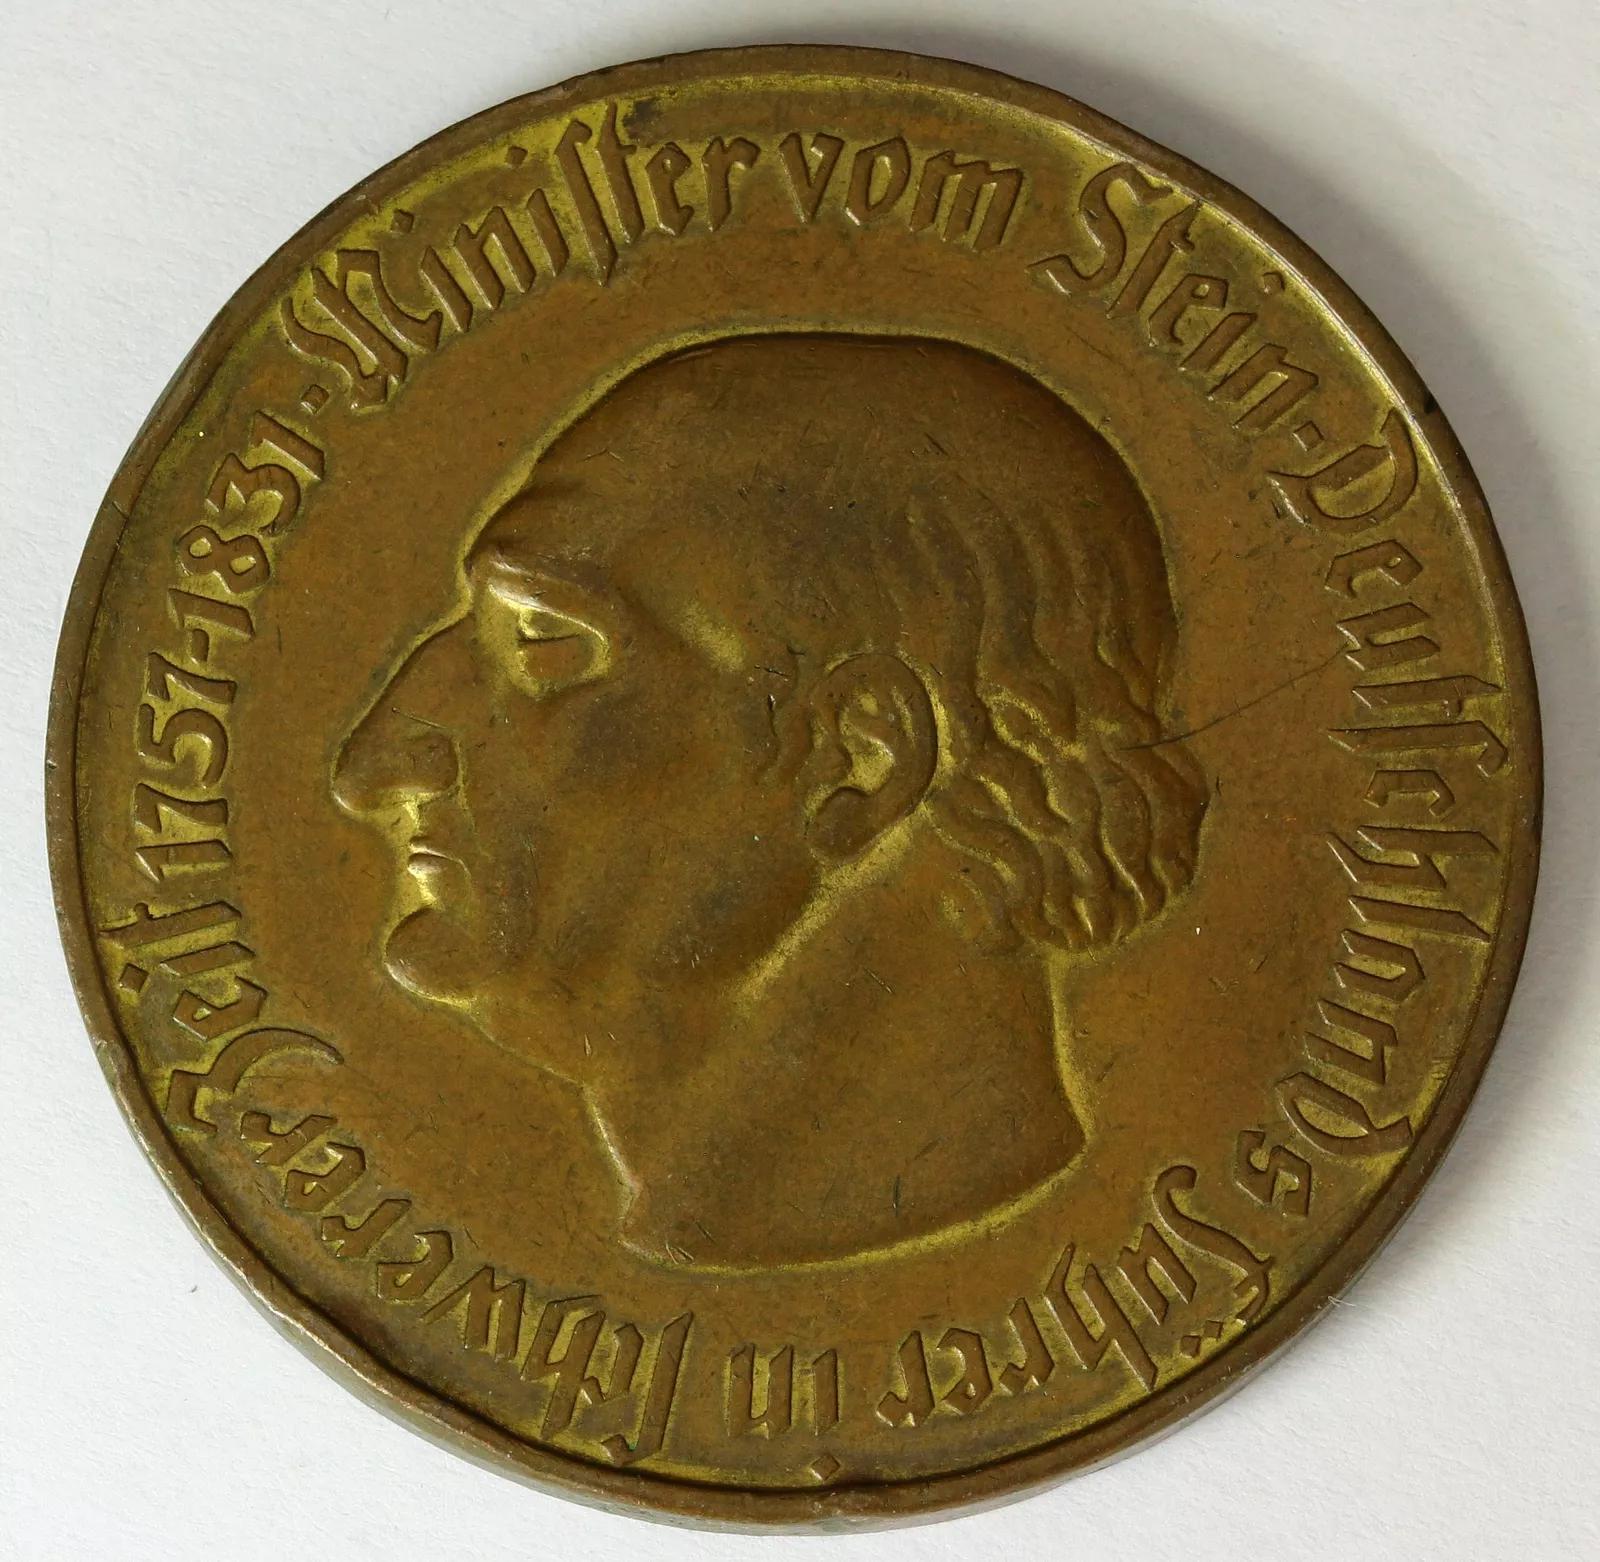 Minister vom Stein · Deutschlands Führer in schwerer Zeit 1757-1831 ·